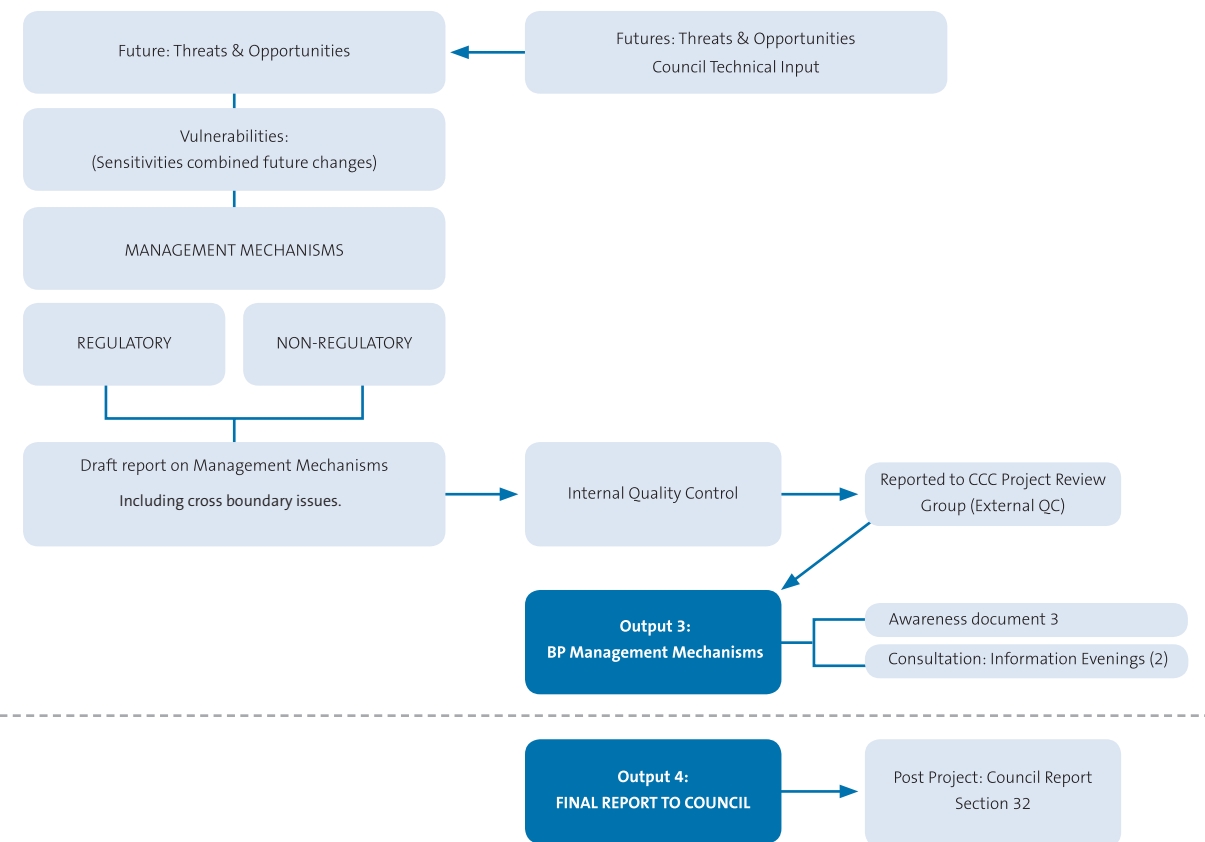 Future: Threats & Opportunities
Futures: Threats & Opportunities
Council Technical Input
Vulnerabilities:
(Sensitivities combined future changes)
MANAGEMENT MECHANISMS
REGULATORY
NON-REGULATORY
Draft report on Management Mechanisms
Including cross boundary issues.
Internal Quality Control
Reported to CCC Project Review
Group (External QC)
Output 3:
BP Management Mechanisms
Awareness document 3
Consultation: Information Evenings (2)
Output 4:
FINAL REPORT TO COUNCIL
Post Project: Council Report
Section 32